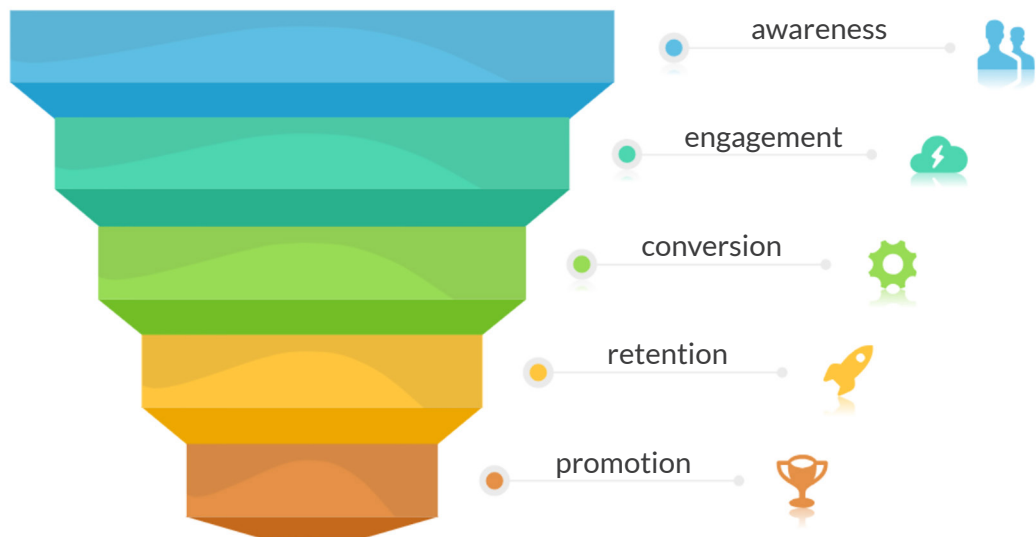 awareness
engagement
conversion
retention
promotion